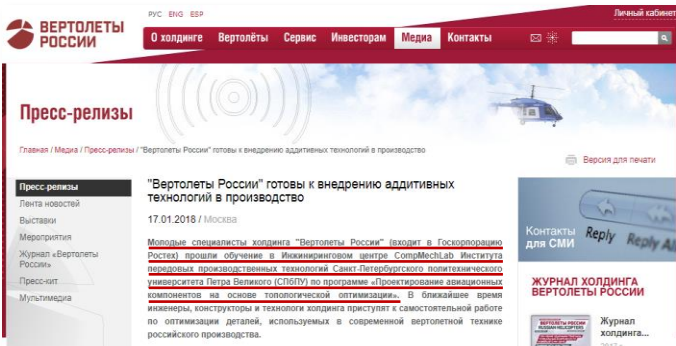 РУС ENG ESP
Личный кабинет
ВЕРТОЛЕТЫ
РОССИИ
О холдинге Вертолёты Сервис Инвесторам Медиа Контакты
Пресс-релизы
Главная / Медиа / Пресс-релизы / "Вертолеты России" готовы к внедрению аддитивных технологий в производство
Версия для печати
Пресс-релизы
Лента новостей
Выставки
Мероприятия
Журнал «Вертолеты
России»
Пресс-кит
Мультимедиа
"Вертолеты России" готовы к внедрению аддитивных
технологий в производство
17.01.2018 / Москва
Молодые специалисты холдинга "Вертолеты России" (входит в Госкорпорацию
Ростех) прошли обучение в Инжиниринговом центре CompMechLab Института
передовых производственных технологий Санкт-Петербургского политехнического
университета Петра Великого (СПбПУ) по программе «Проектирование авиационных
компонентов на основе топологической оптимизации». В ближайшее время
инженеры, конструкторы и технологи холдинга приступят к самостоятельной работе
по оптимизации деталей, используемых в современной вертолетной технике
российского производства.
Контакты
для СМИ
Reply Reply All
ЖУРНАЛ ХОЛДИНГА
ВЕРТОЛЕТЫ РОССИИ
ВЕРТОЛЕТЫ РОССИИ
RUSSIAN HELICOPTERS
Журнал
холдинга...